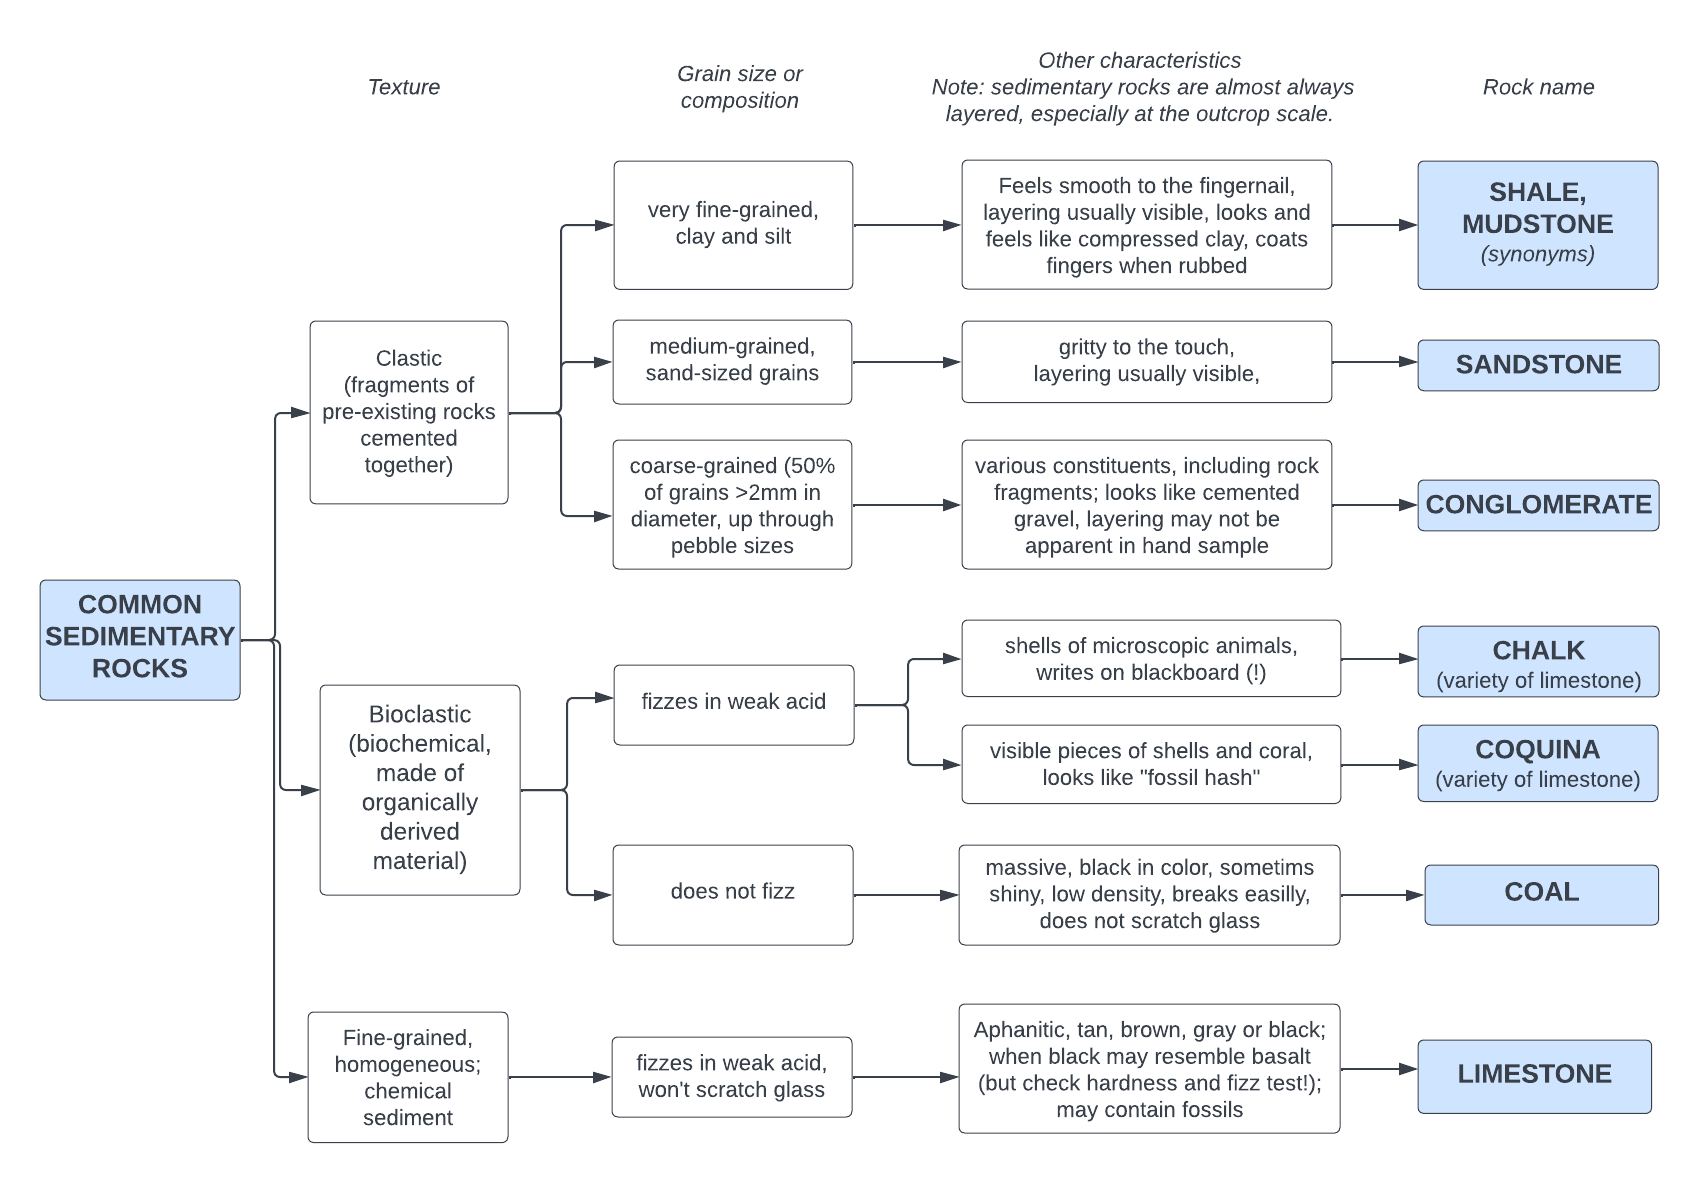 Texture
Grain size or
composition
Other characteristics
Note: sedimentary rocks are almost always
layered, especially at the outcrop scale.
Rock name
COMMON
SEDIMENTARY
ROCKS
Clastic
(fragments of
pre-existing rocks
cemented
together)
very fine-grained,
clay and silt
Feels smooth to the fingernail,
layering usually visible, looks and
feels like compressed clay, coats
fingers when rubbed
SHALE,
MUDSTONE
(synonyms)
medium-grained,
sand-sized grains
gritty to the touch,
layering usually visible,
SANDSTONE
coarse-grained (50%
of grains >2mm in
diameter, up through
pebble sizes
various constituents, including rock
fragments; looks like cemented
gravel, layering may not be
apparent in hand sample
CONGLOMERATE
Bioclastic
(biochemical,
made of
organically
derived
material)
fizzes in weak acid
shells of microscopic animals,
writes on blackboard (!)
CHALK
(variety of limestone)
visible pieces of shells and coral,
looks like "fossil hash"
COQUINA
(variety of limestone)
does not fizz
massive, black in color, sometims
shiny, low density, breaks easilly,
does not scratch glass
COAL
Fine-grained,
homogeneous;
chemical
sediment
fizzes in weak acid,
won't scratch glass
Aphanitic, tan, brown, gray or black;
when black may resemble basalt
(but check hardness and fizz test!);
may contain fossils
LIMESTONE